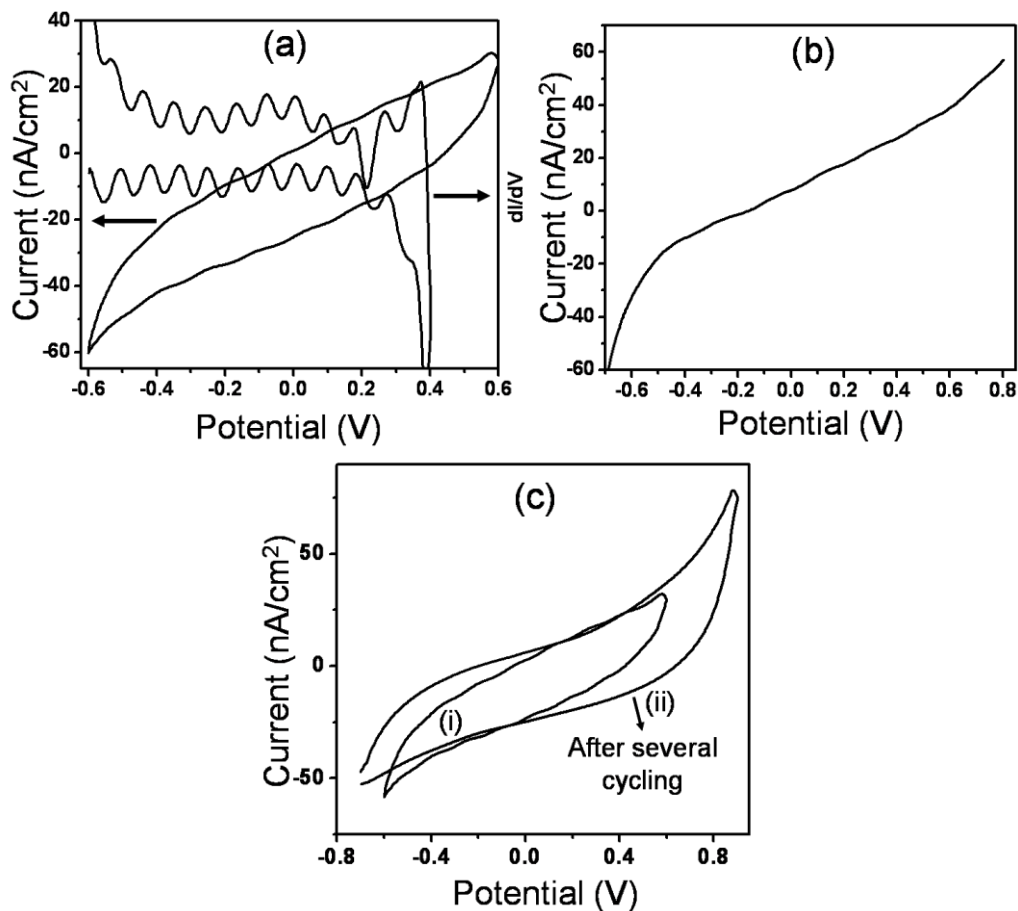 (a)
40
20
0
-20
-40
-60
Current (nA/cm²)
-0.6 -0.4 -0.2 0.0 0.2 0.4 0.6
Potential (V)
dI/dV
(b)
60
40
20
0
-20
-40
-60
Current (nA/cm²)
-0.6 -0.4 -0.2 0.0 0.2 0.4 0.6 0.8
Potential (V)
(c)
50
0
-50
Current (nA/cm²)
(i)
(ii)
After several
cycling
-0.8 -0.4 0.0 0.4 0.8
Potential (V)